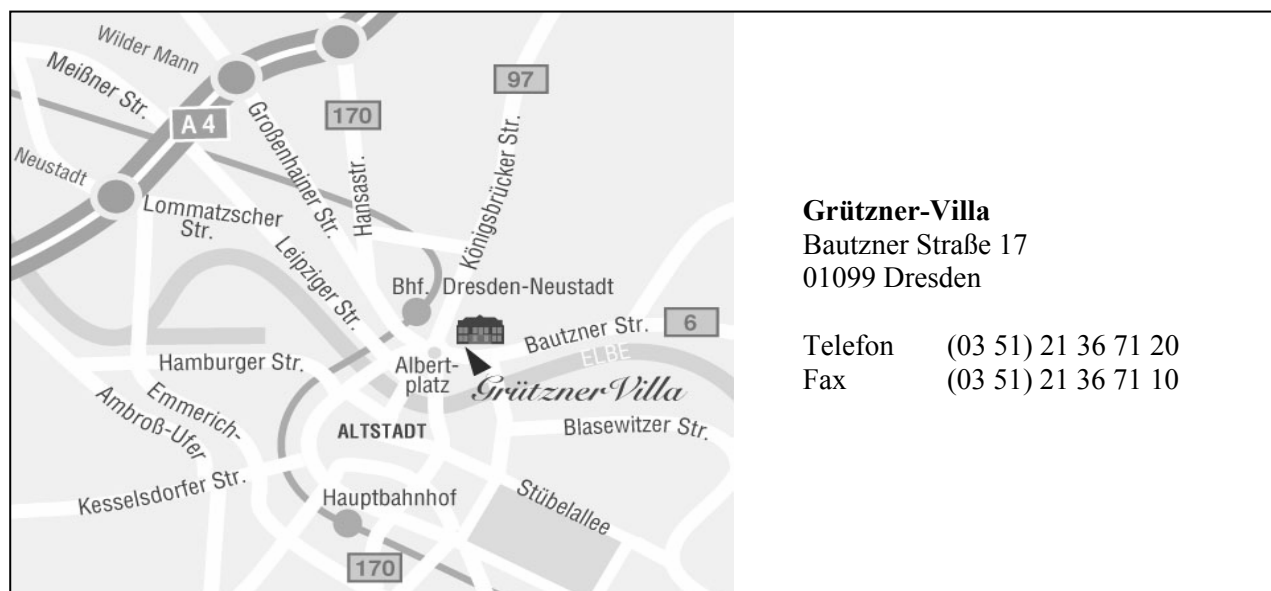 Wilder Mann
Meißner Str.
A 4
97
170
Großenhainer Str.
Hansastr.
Königsbrücker Str.
Neustadt
Lommatzscher
Str.
Leipziger Str.
Bhf. Dresden-Neustadt
Bautzner Str.
6
ELBE
Hamburger Str.
Albert-
platz
Grützner Villa
Emmerich-
Ambroß-Ufer
ALTSTADT
Blasewitzer Str.
Kesselsdorfer Str.
Hauptbahnhof
Stübelallee
170
Grützner-Villa
Bautzner Straße 17
01099 Dresden
Telefon (03 51) 21 36 71 20
Fax (03 51) 21 36 71 10